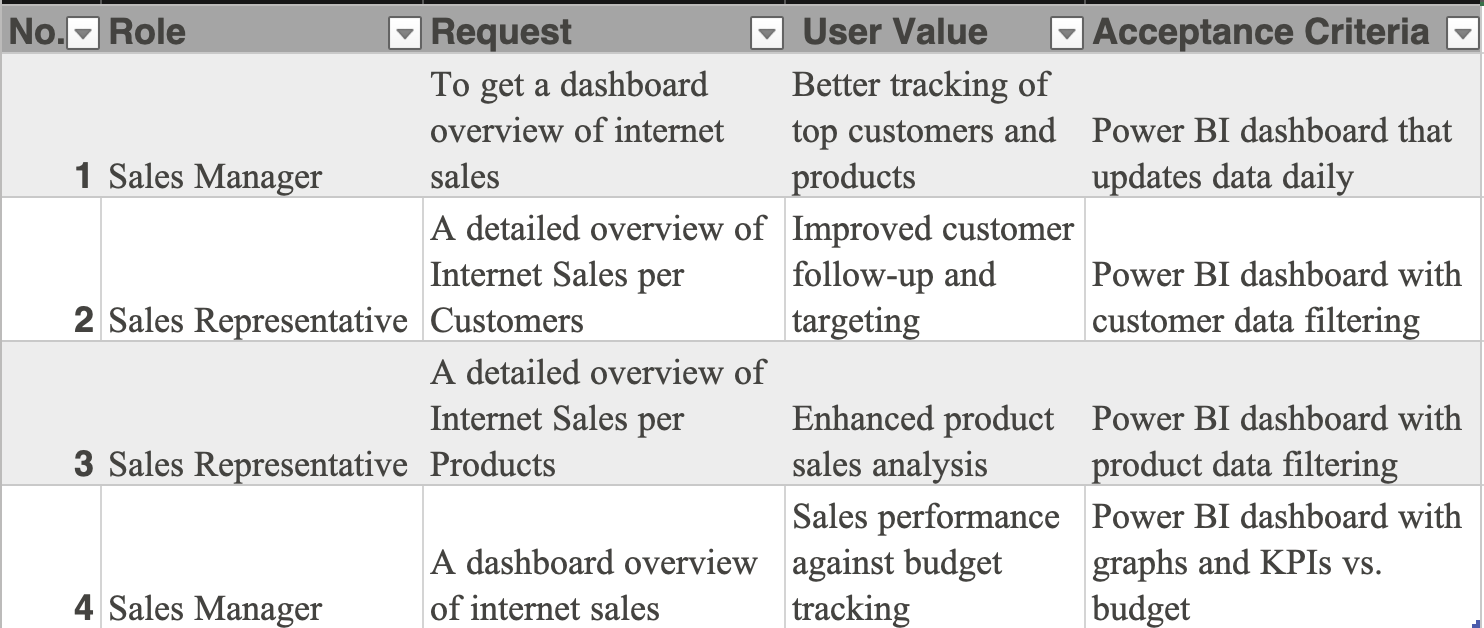 No. Role Request User Value Acceptance Criteria
To get a dashboard
overview of internet
sales
Better tracking of
top customers and
products
Power BI dashboard that
updates data daily
1 Sales Manager
A detailed overview of
Internet Sales per
Customers
Improved customer
follow-up and
targeting
Power BI dashboard with
customer data filtering
2 Sales Representative
A detailed overview of
Internet Sales per
Products
Enhanced product
sales analysis
Power BI dashboard with
product data filtering
3 Sales Representative
A dashboard overview
of internet sales
Sales performance
against budget
tracking
Power BI dashboard with
graphs and KPIs vs.
budget
4 Sales Manager